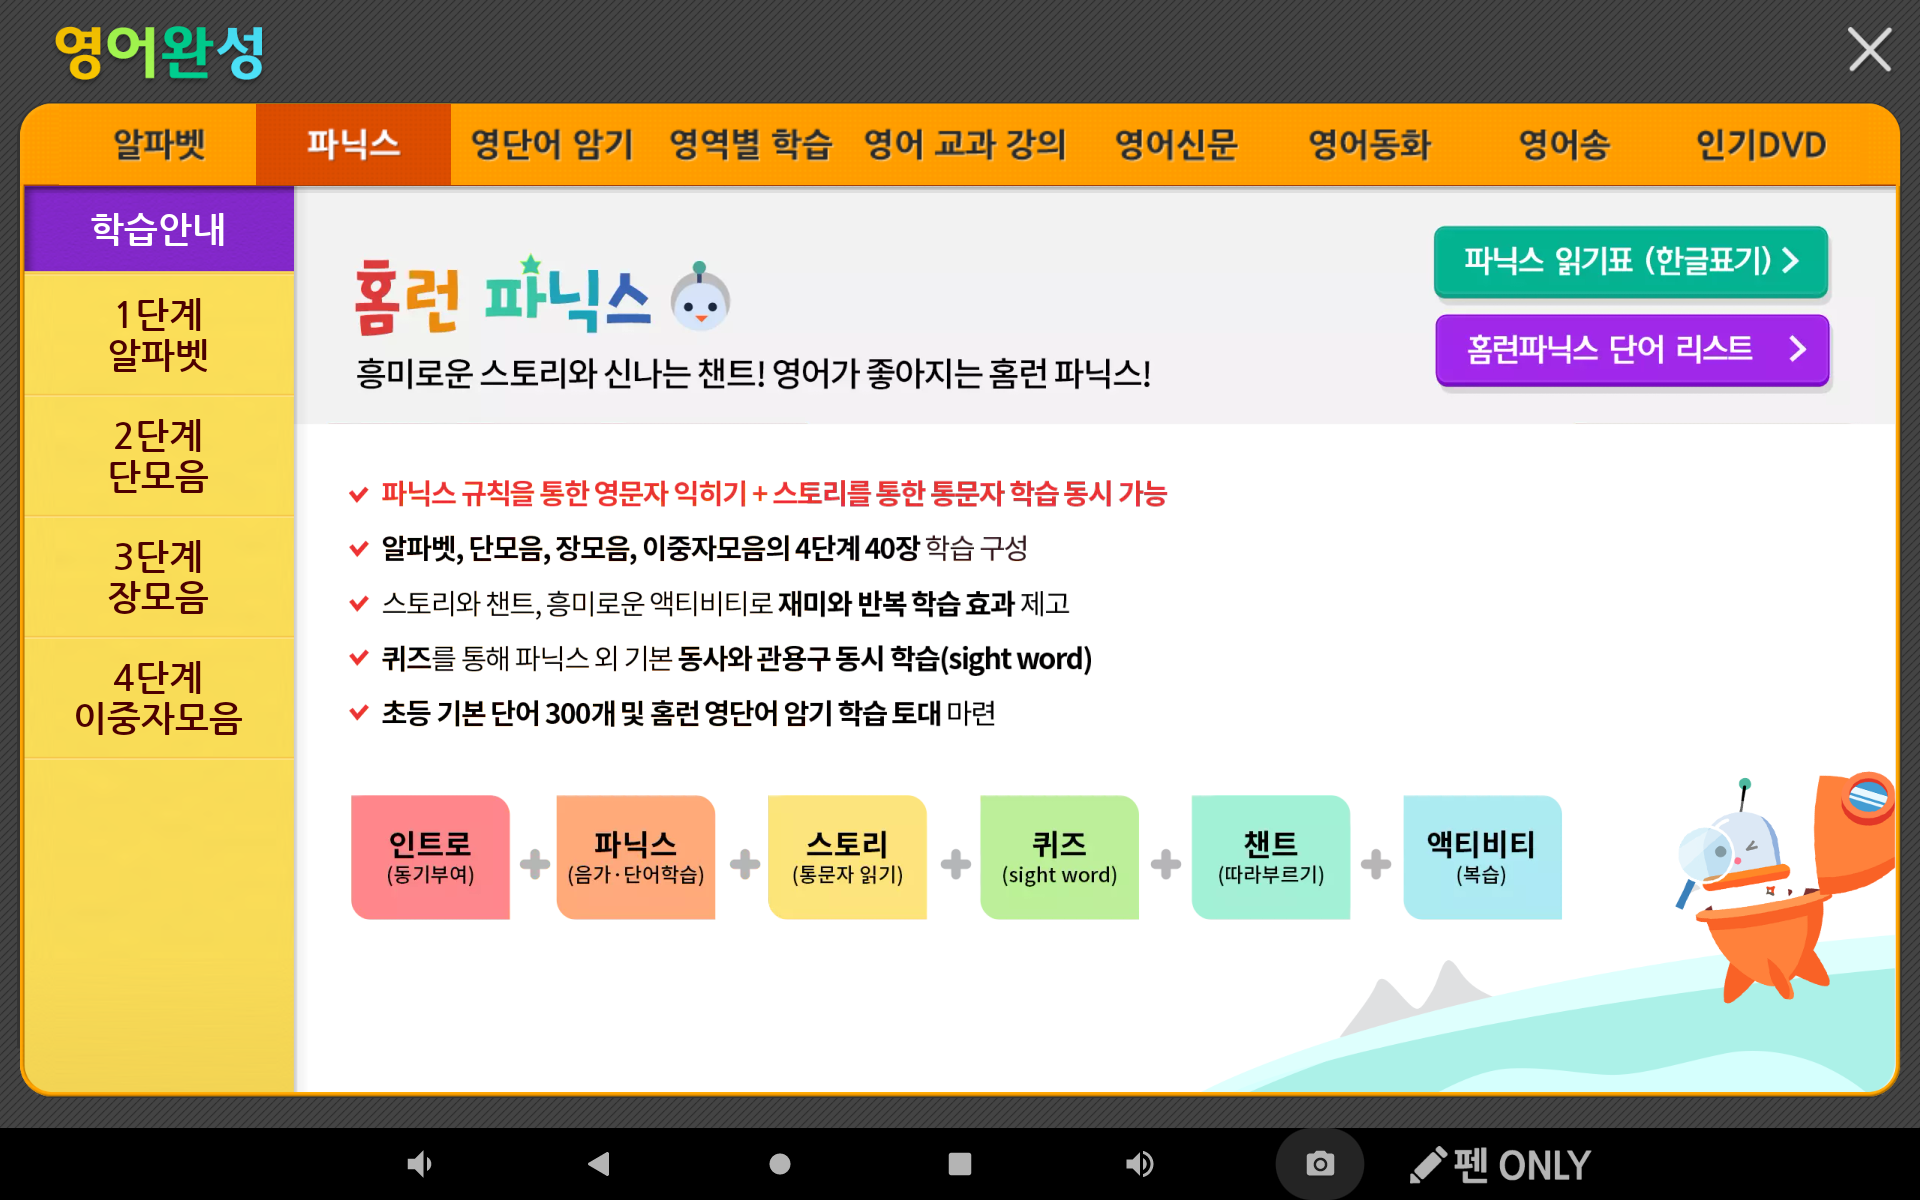 영어완성
알파벳 파닉스 영단어 암기 영역별 학습 영어 교과 강의 영어신문 영어동화 영어송 인기DVD
학습안내
1단계
알파벳
2단계
단모음
3단계
장모음
4단계
이중자모음
홈런 파닉스
흥미로운 스토리와 신나는 챈트! 영어가 좋아지는 홈런 파닉스!
파닉스 읽기표 (한글표기)
홈런파닉스 단어 리스트
파닉스 규칙을 통한 영문자 익히기 + 스토리를 통한 통문자 학습 동시 가능
알파벳, 단모음, 장모음, 이중자모음의 4단계 40장 학습 구성
스토리와 챈트, 흥미로운 액티비티로 재미와 반복 학습 효과 제고
퀴즈를 통해 파닉스 외 기본 동사와 관용구 동시 학습(sight word)
초등 기본 단어 300개 및 홈런 영단어 암기 학습 토대 마련
인트로
(동기부여)
+
파닉스
(음가·단어학습)
+
스토리
(통문자 읽기)
+
퀴즈
(sight word)
+
챈트
(따라부르기)
+
액티비티
(복습)
펜 ONLY